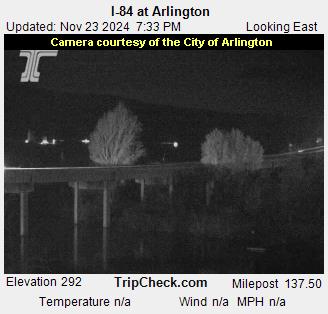 I-84 at Arlington
Updated: Nov 23 2024 7:33 PM Looking East
Camera courtesy of the City of Arlington
Elevation 292 TripCheck.com Milepost 137.50
Temperature n/a Wind n/a MPH n/a